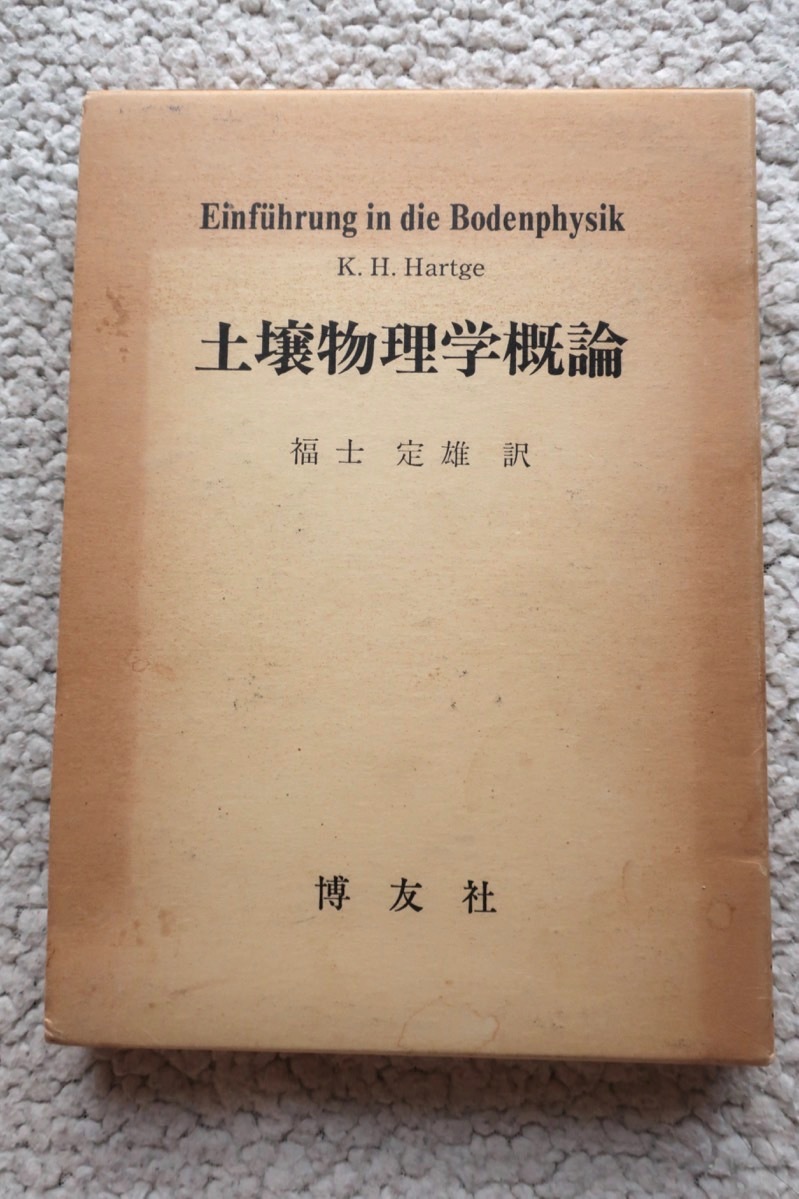 Einführung in die Bodenphysik
K. H. Hartge
土壌物理学概論
福士 定雄 訳
博友社